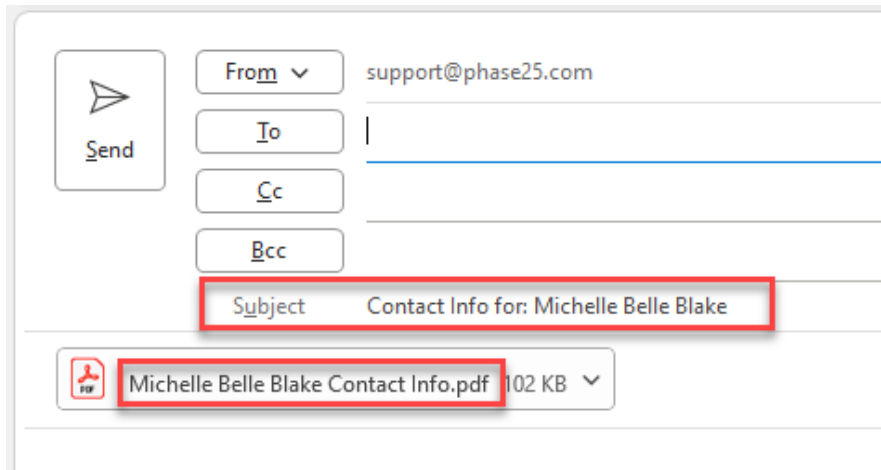 From
support@phase25.com
To
Send
Cc
Bcc
Subject Contact Info for: Michelle Belle Blake
PDF
Michelle Belle Blake Contact Info.pdf 102 KB